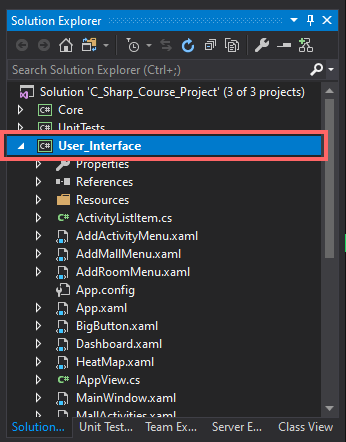 Solution Explorer
Search Solution Explorer (Ctrl+;)
Solution 'C_Sharp_Course_Project' (3 of 3 projects)
C# Core
C# UnitTests
C# User_Interface
Properties
References
Resources
C# ActivityListItem.cs
AddActivityMenu.xaml
AddMallMenu.xaml
AddRoomMenu.xaml
App.config
App.xaml
BigButton.xaml
Dashboard.xaml
HeatMap.xaml
C# IAppView.cs
MainWindow.xaml
MallActivities.xaml
Solution... Unit Test... Team Ex... Server E... Class View